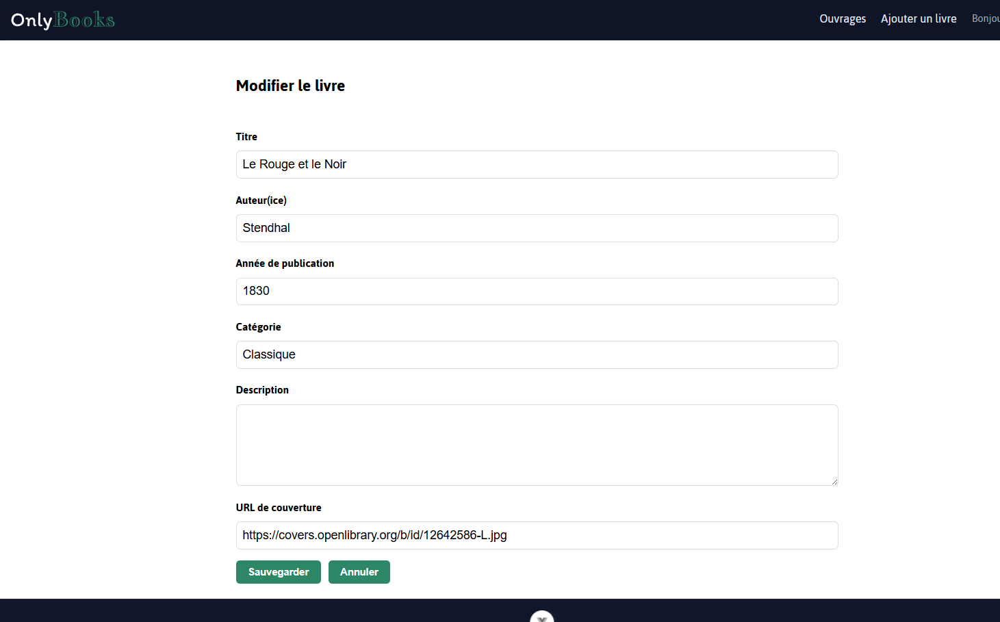 OnlyBooks
Ouvrages Ajouter un livre Bonjou
Modifier le livre
Titre
Le Rouge et le Noir
Auteur(ice)
Stendhal
Année de publication
1830
Catégorie
Classique
Description
URL de couverture
https://covers.openlibrary.org/b/id/12642586-L.jpg
Sauvegarder Annuler